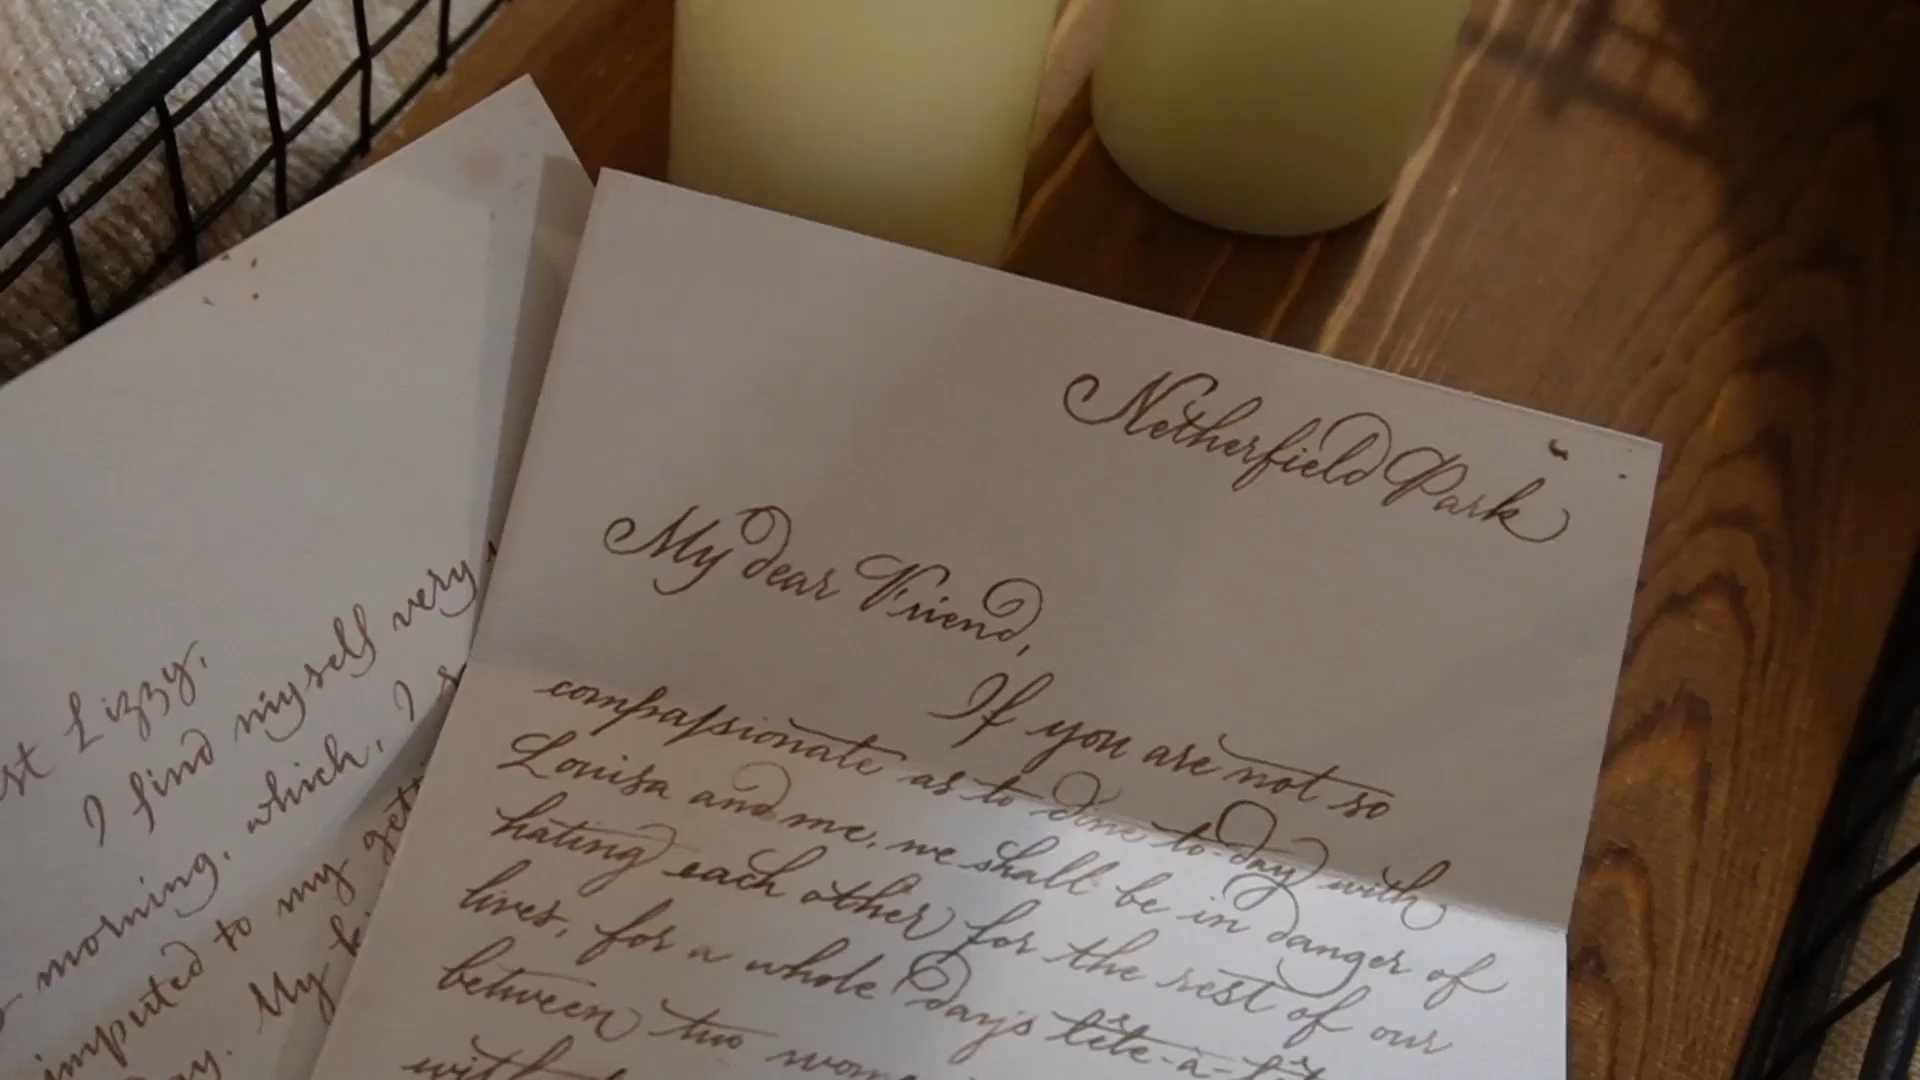 st Lizzy,
I find myself very
morning, which, I
imputed to my
ay. My
Netherfield Park
My dear Friend,
If you are not so
compaſsionate as to dine to-day with
Louisa and me, we shall be in danger of
hating each other for the rest of our
lives, for a whole day's tête-à-
between two